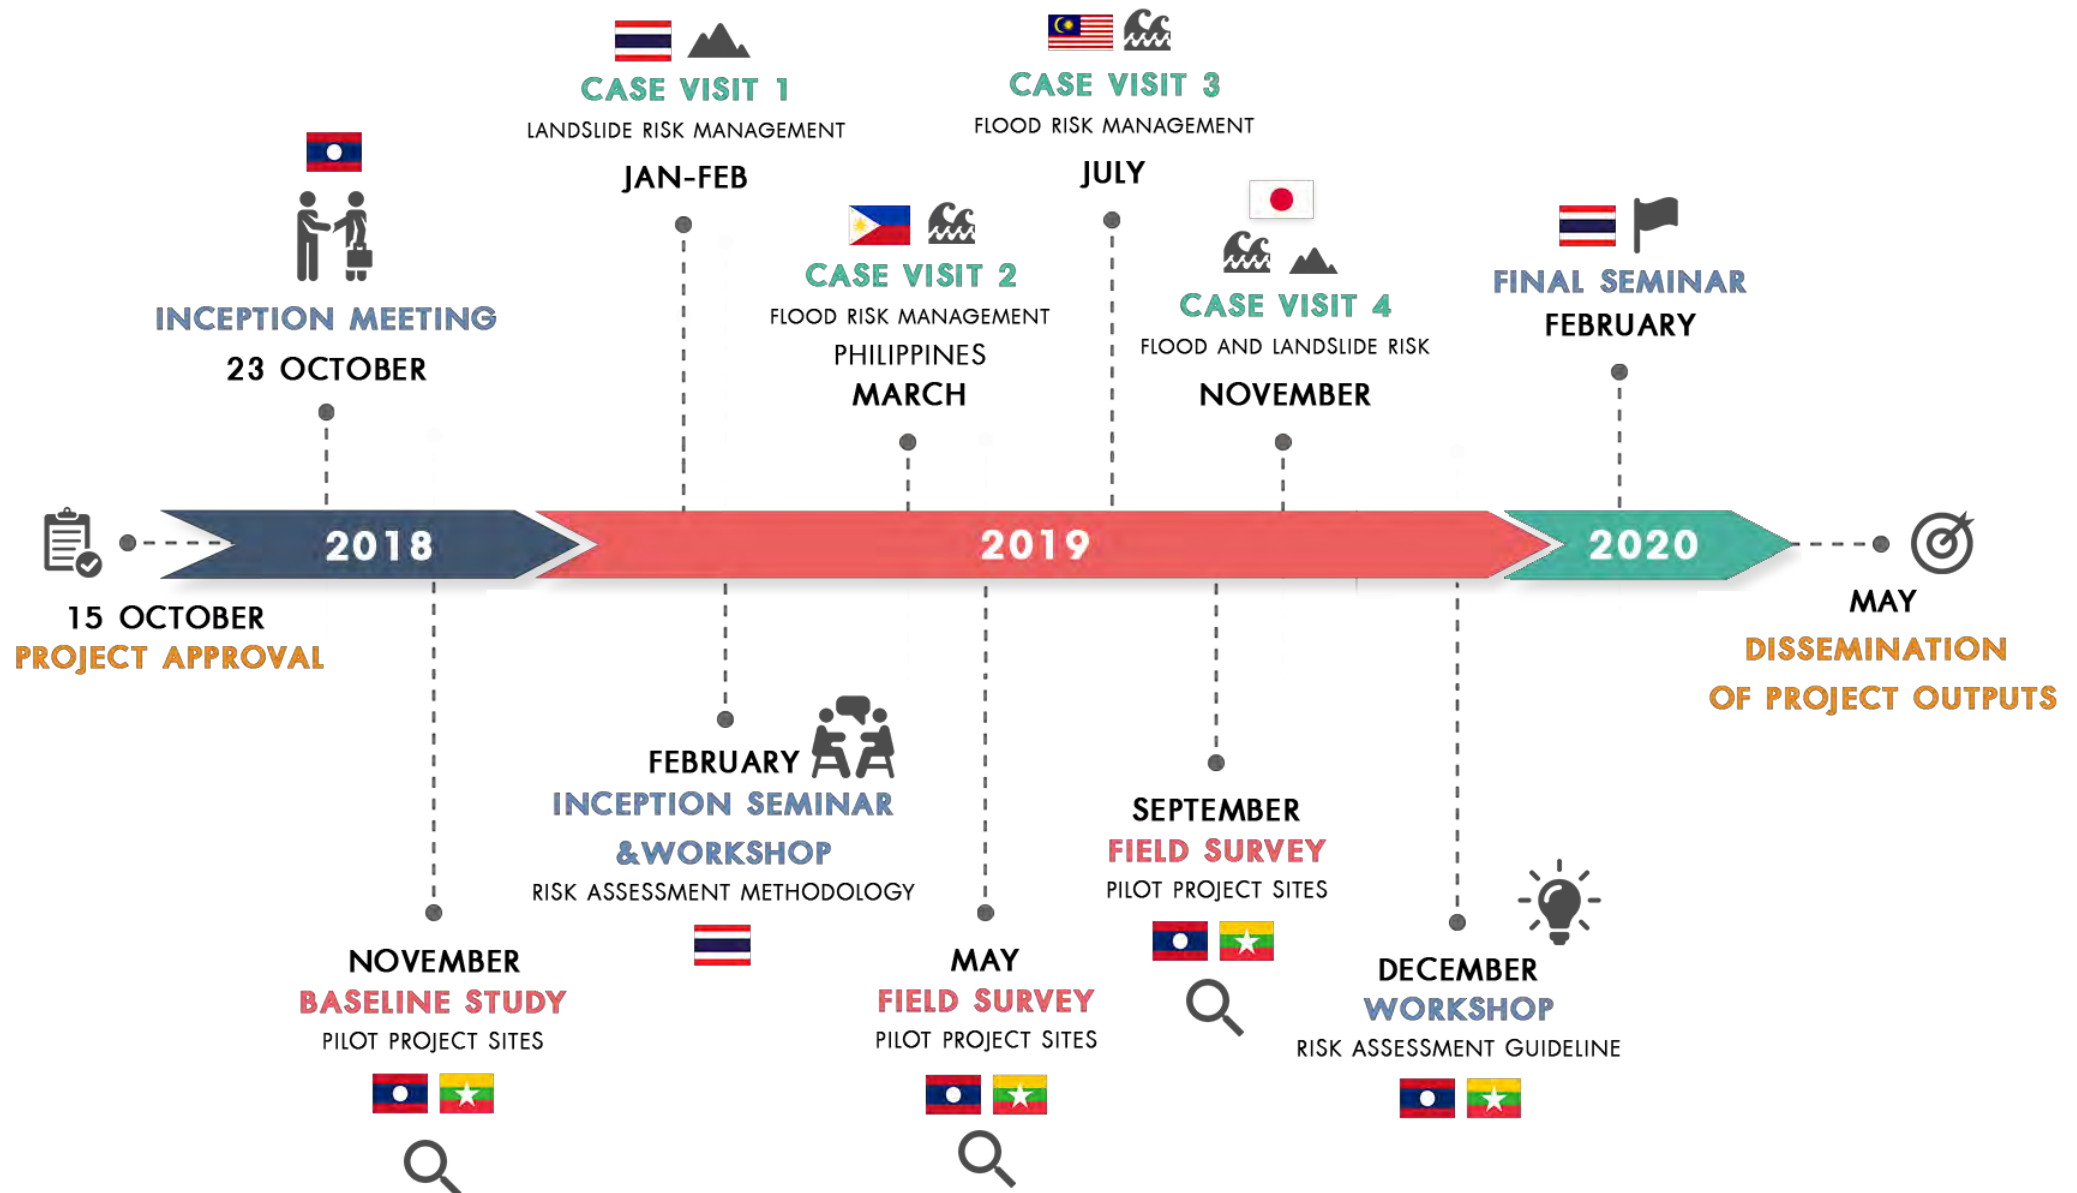 CASE VISIT 1
LANDSLIDE RISK MANAGEMENT
JAN-FEB
CASE VISIT 3
FLOOD RISK MANAGEMENT
JULY
INCEPTION MEETING
23 OCTOBER
CASE VISIT 2
FLOOD RISK MANAGEMENT
PHILIPPINES
MARCH
CASE VISIT 4
FLOOD AND LANDSLIDE RISK
NOVEMBER
FINAL SEMINAR
FEBRUARY
2018
2019
2020
15 OCTOBER
PROJECT APPROVAL
MAY
DISSEMINATION
OF PROJECT OUTPUTS
FEBRUARY
INCEPTION SEMINAR
&WORKSHOP
RISK ASSESSMENT METHODOLOGY
SEPTEMBER
FIELD SURVEY
PILOT PROJECT SITES
NOVEMBER
BASELINE STUDY
PILOT PROJECT SITES
MAY
FIELD SURVEY
PILOT PROJECT SITES
DECEMBER
WORKSHOP
RISK ASSESSMENT GUIDELINE